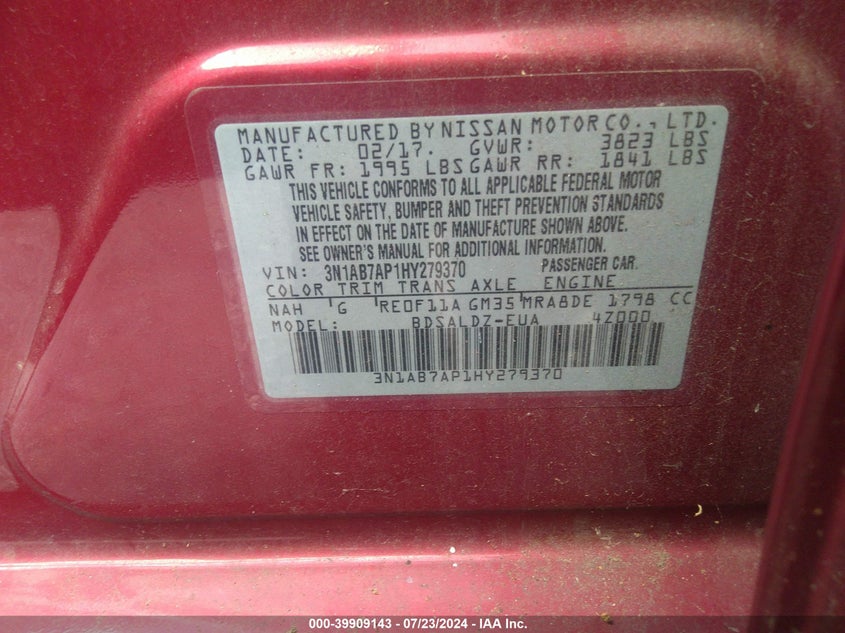 MANUFACTURED BY NISSAN MOTOR CO., LTD.
DATE: 02/17. GVWR: 3823 LBS
GAWR FR: 1995 LBS GAWR RR: 1841 LBS
THIS VEHICLE CONFORMS TO ALL APPLICABLE FEDERAL MOTOR
VEHICLE SAFETY, BUMPER AND THEFT PREVENTION STANDARDS
IN EFFECT ON THE DATE OF MANUFACTURE SHOWN ABOVE.
SEE OWNER'S MANUAL FOR ADDITIONAL INFORMATION.
VIN: 3N1AB7AP1HY279370 PASSENGER CAR
COLOR TRIM TRANS AXLE ENGINE
NAH G RE0F11A GM35 MRA8DE 1798 CC
MODEL: BDSALDZ-EUA 4Z000
3N1AB7AP1HY279370
000-39909143 - 07/23/2024 - IAA Inc.